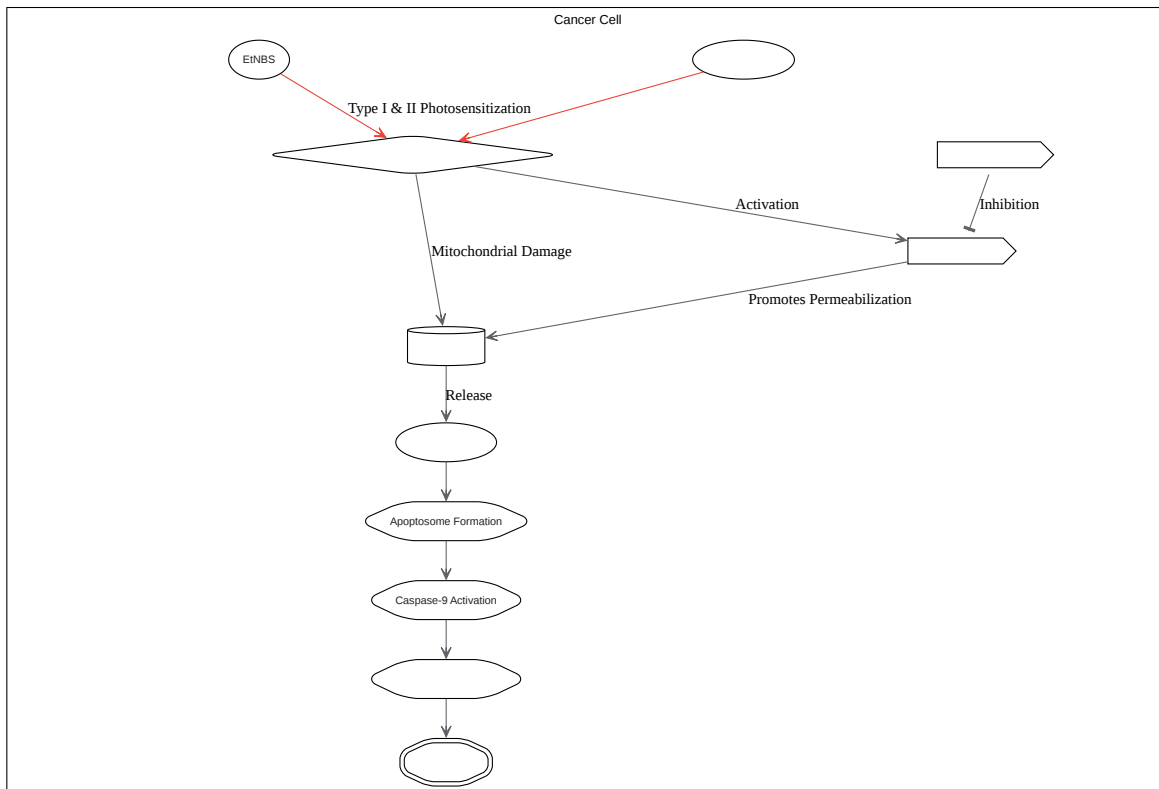 Cancer Cell
EtNBS
Type I & II Photosensitization
Activation
Inhibition
Mitochondrial Damage
Promotes Permeabilization
Release
Apoptosome Formation
Caspase-9 Activation